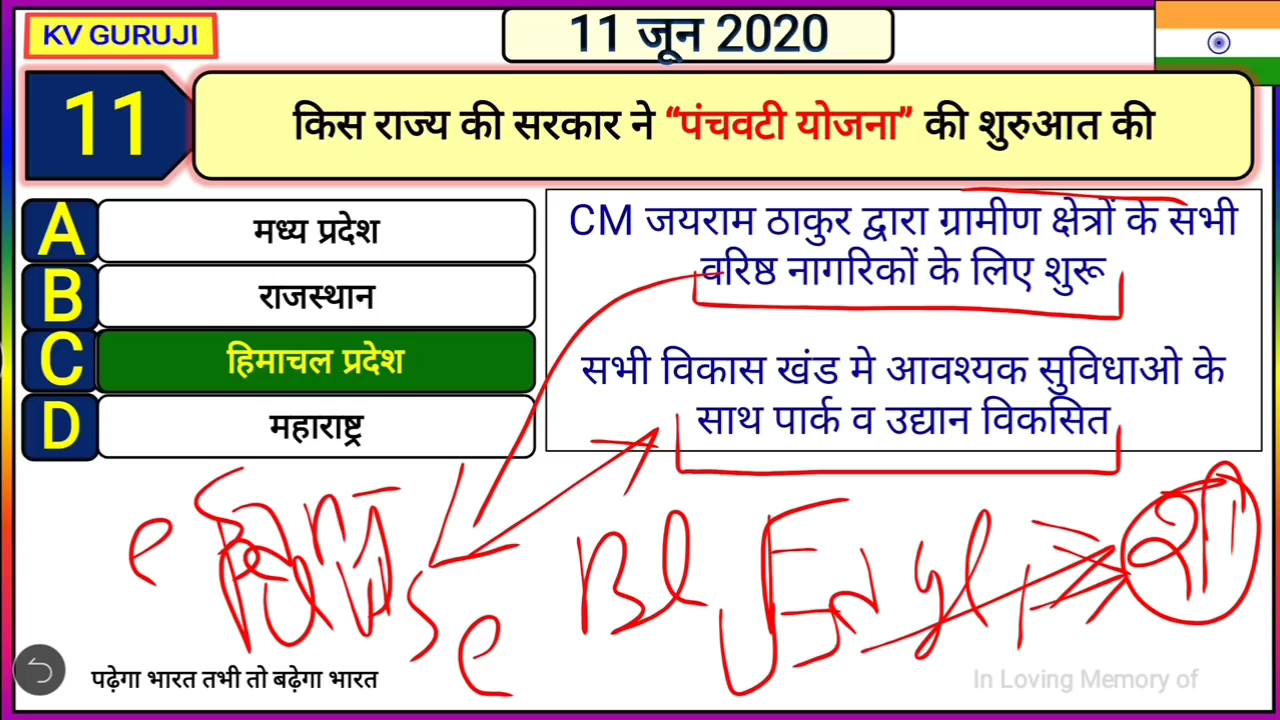 KV GURUJI
11 जून 2020
11
किस राज्य की सरकार ने “पंचवटी योजना” की शुरुआत की
A मध्य प्रदेश
B राजस्थान
C हिमाचल प्रदेश
D महाराष्ट्र
CM जयराम ठाकुर द्वारा ग्रामीण क्षेत्रों के सभी
वरिष्ठ नागरिकों के लिए शुरू
सभी विकास खंड मे आवश्यक सुविधाओ के
साथ पार्क व उद्यान विकसित
पढ़ेगा भारत तभी तो बढ़ेगा भारत
In Loving Memory of